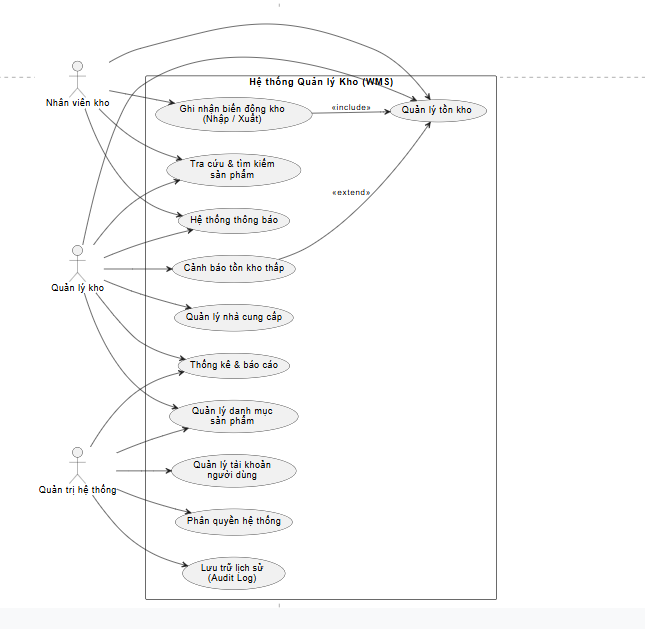 Hệ thống Quản lý Kho (WMS)
Nhân viên kho
Ghi nhận biến động kho
(Nhập / Xuất)
«include»
Quản lý tồn kho
Tra cứu & tìm kiếm
sản phẩm
«extend»
Hệ thống thông báo
Quản lý kho
Cảnh báo tồn kho thấp
Quản lý nhà cung cấp
Thống kê & báo cáo
Quản lý danh mục
sản phẩm
Quản trị hệ thống
Quản lý tài khoản
người dùng
Phân quyền hệ thống
Lưu trữ lịch sử
(Audit Log)